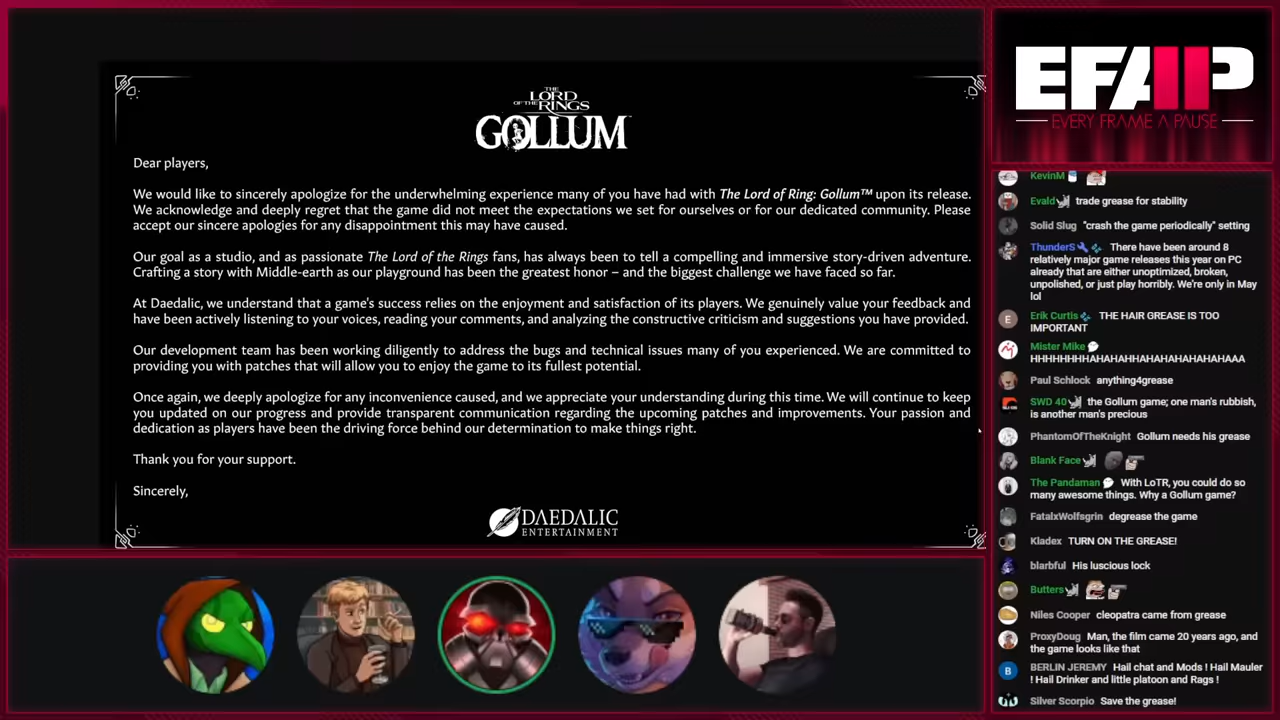 THE
LORD
OF THE RINGS
GOLLUM
Dear players,
We would like to sincerely apologize for the underwhelming experience many of you have had with The Lord of Ring: Gollum™ upon its release.
We acknowledge and deeply regret that the game did not meet the expectations we set for ourselves or for our dedicated community. Please
accept our sincere apologies for any disappointment this may have caused.
Our goal as a studio, and as passionate The Lord of the Rings fans, has always been to tell a compelling and immersive story-driven adventure.
Crafting a story with Middle-earth as our playground has been the greatest honor – and the biggest challenge we have faced so far.
At Daedalic, we understand that a game's success relies on the enjoyment and satisfaction of its players. We genuinely value your feedback and
have been actively listening to your voices, reading your comments, and analyzing the constructive criticism and suggestions you have provided.
Our development team has been working diligently to address the bugs and technical issues many of you experienced. We are committed to
providing you with patches that will allow you to enjoy the game to its fullest potential.
Once again, we deeply apologize for any inconvenience caused, and we appreciate your understanding during this time. We will continue to keep
you updated on our progress and provide transparent communication regarding the upcoming patches and improvements. Your passion and
dedication as players have been the driving force behind our determination to make things right.
Thank you for your support.
Sincerely,
DAEDALIC
ENTERTAINMENT
EFAP
EVERY FRAME A PAUSE
KevinM
Evald trade grease for stability
Solid Slug "crash the game periodically" setting
ThunderS There have been around 8
relatively major game releases this year on PC
already that are either unoptimized, broken,
unpolished, or just play horribly. We're only in May
lol
Erik Curtis THE HAIR GREASE IS TOO
IMPORTANT
Mister Mike
HHHHHHHHAHAHAHHAHAHAHAHAHAHAAA
Paul Schlock anything4grease
SWD 40 the Gollum game; one man's rubbish,
is another man's precious
PhantomOfTheKnight Gollum needs his grease
Blank Face
The Pandaman With LoTR, you could do so
many awesome things. Why a Gollum game?
FatalxWolfsgrin degrease the game
Kladex TURN ON THE GREASE!
blarbful His luscious lock
Butters
Niles Cooper cleopatra came from grease
ProxyDoug Man, the film came 20 years ago, and
the game looks like that
B BERLIN JEREMY Hail chat and Mods ! Hail Mauler
! Hail Drinker and little platoon and Rags !
Silver Scorpio Save the grease!